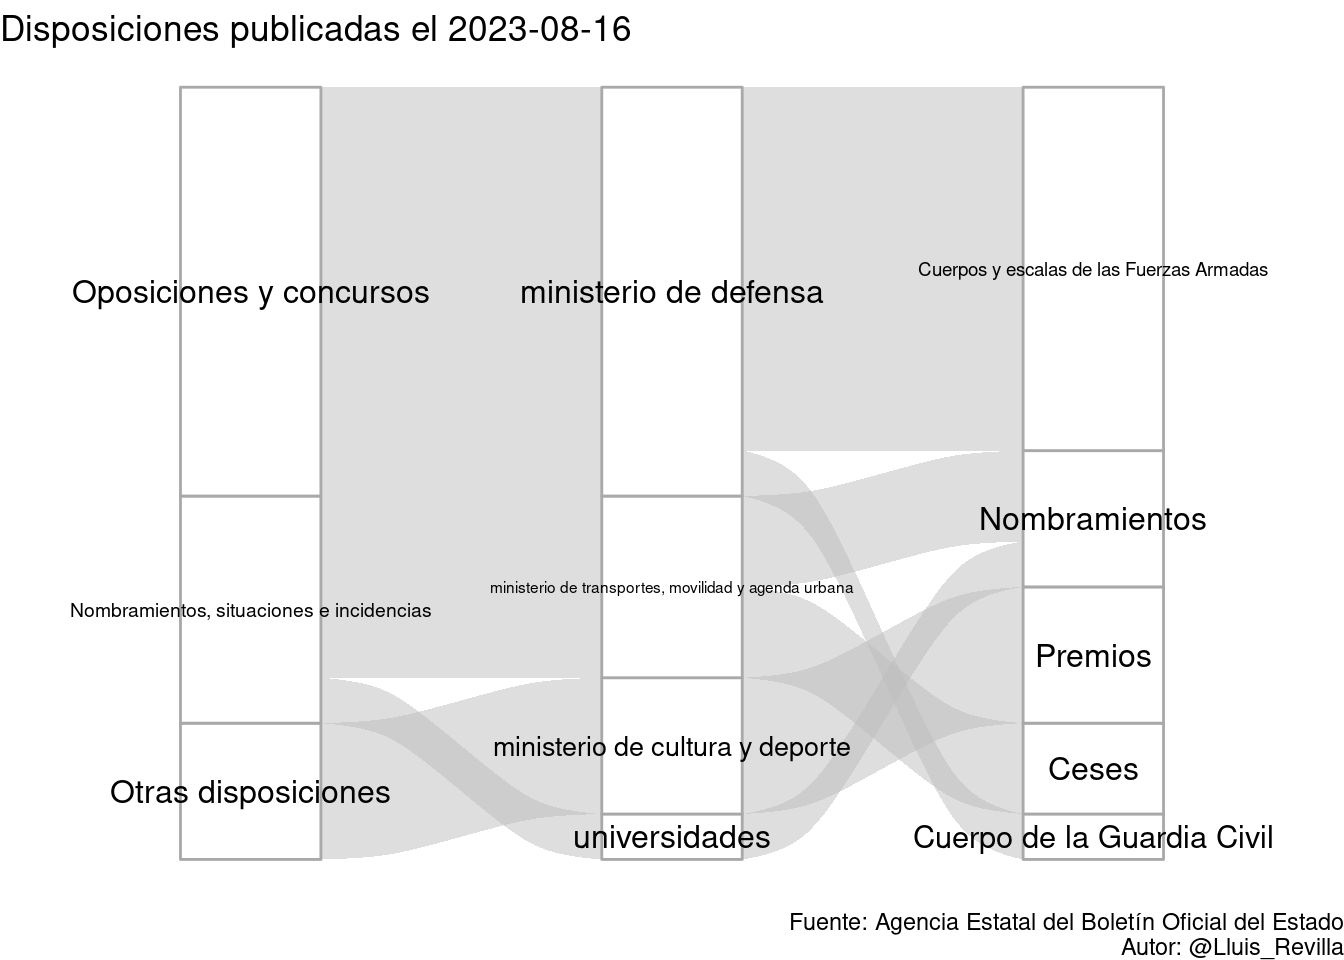 Disposiciones publicadas el 2023-08-16
Oposiciones y concursos
Nombramientos, situaciones e incidencias
Otras disposiciones
ministerio de defensa
ministerio de transportes, movilidad y agenda urbana
ministerio de cultura y deporte
universidades
Cuerpos y escalas de las Fuerzas Armadas
Nombramientos
Premios
Ceses
Cuerpo de la Guardia Civil
Fuente: Agencia Estatal del Boletín Oficial del Estado
Autor: @Lluis_Revilla